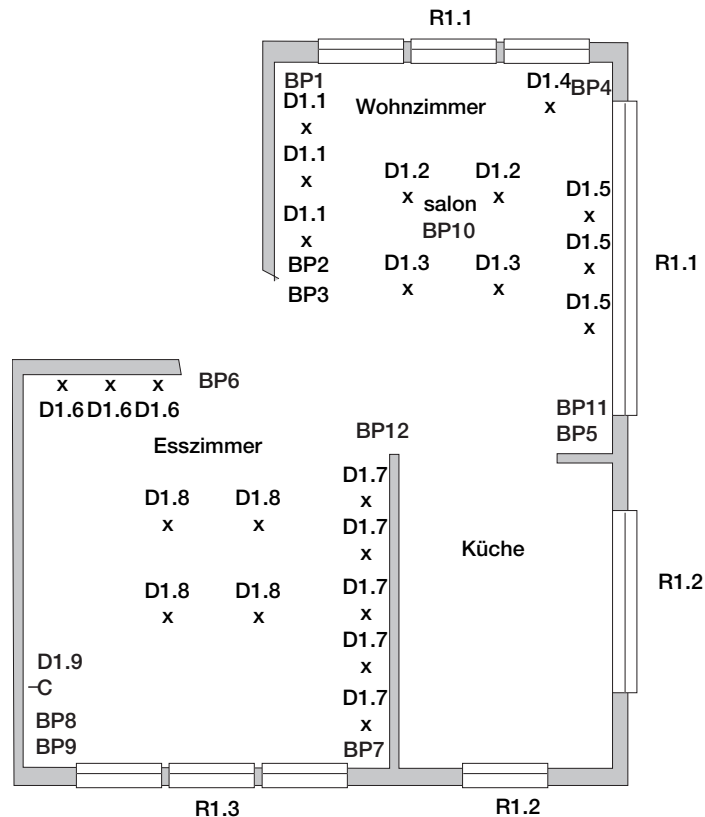 R1.1
BP1
D1.1
Wohnzimmer
D1.4
BP4
x
x
D1.1
x
D1.2
D1.2
D1.5
x
x
x
salon
D1.1
BP10
x
D1.5
BP2
D1.3
D1.3
x
R1.1
BP3
x
x
D1.5
x
x
x
x
BP6
D1.6
D1.6
D1.6
BP11
BP12
BP5
Esszimmer
D1.7
x
D1.8
D1.8
x
x
D1.7
x
Küche
R1.2
D1.8
D1.8
D1.7
x
x
x
D1.7
x
D1.9
C
D1.7
x
BP8
BP9
BP7
R1.3
R1.2